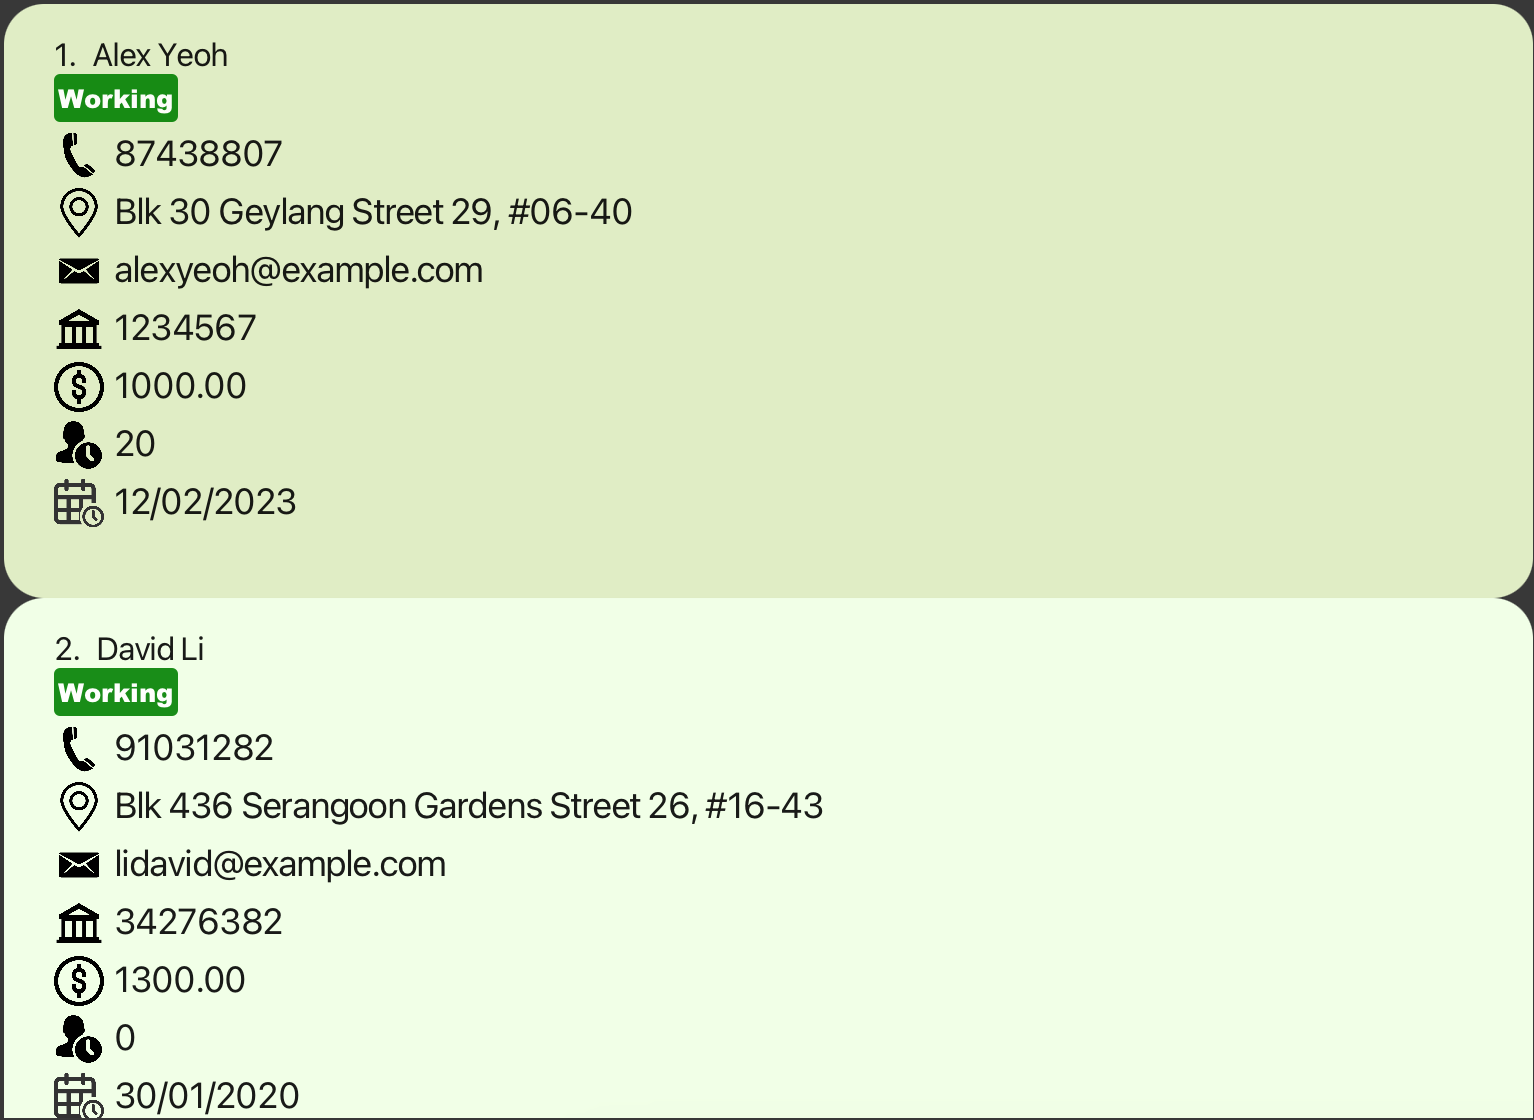 1. Alex Yeoh
Working
87438807
Blk 30 Geylang Street 29, #06-40
alexyeoh@example.com
1234567
1000.00
20
12/02/2023
2. David Li
Working
91031282
Blk 436 Serangoon Gardens Street 26, #16-43
lidavid@example.com
34276382
1300.00
0
30/01/2020